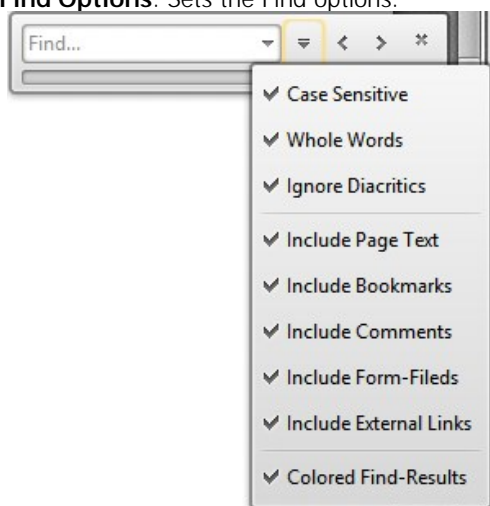 Find Options: Sets the Find options.
Find...
Case Sensitive
Whole Words
Ignore Diacritics
Include Page Text
Include Bookmarks
Include Comments
Include Form-Fileds
Include External Links
Colored Find-Results